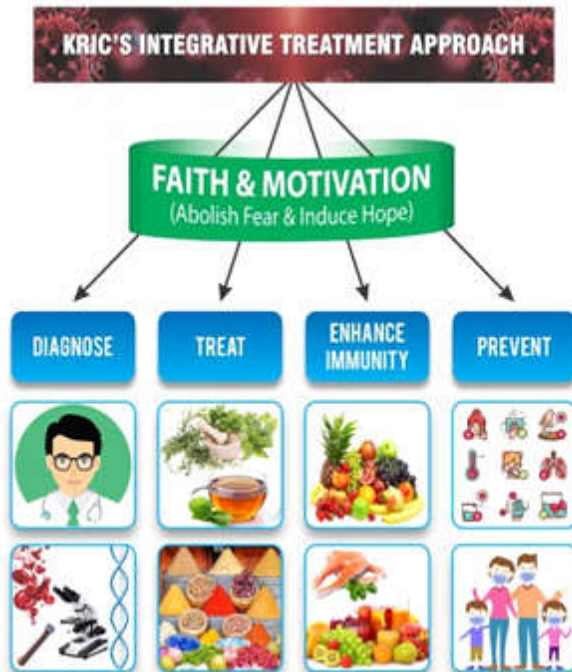 KRIC'S INTEGRATIVE TREATMENT APPROACH
FAITH & MOTIVATION
(Abolish Fear & Induce Hope)
DIAGNOSE
TREAT
ENHANCE
IMMUNITY
PREVENT